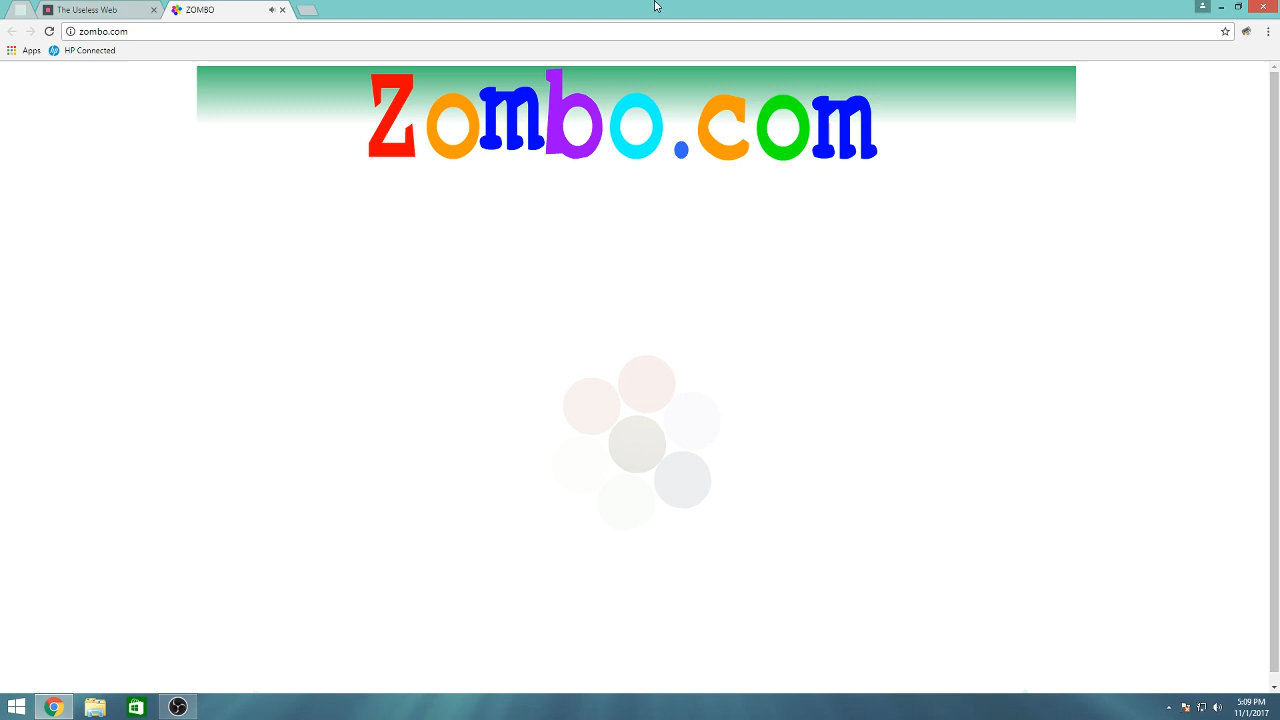 The Useless Web
ZOMBO
zombo.com
Apps
HP Connected
Zombo.com
5:09 PM
11/1/2017